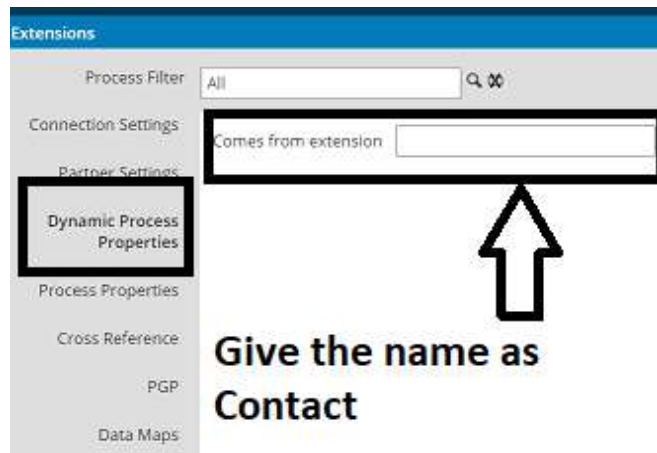 Extensions
Process Filter
All
Connection Settings
Comes from extension
Partner Settings
Dynamic Process
Properties
Process Properties
Cross Reference
PGP
Data Maps
Give the name as
Contact